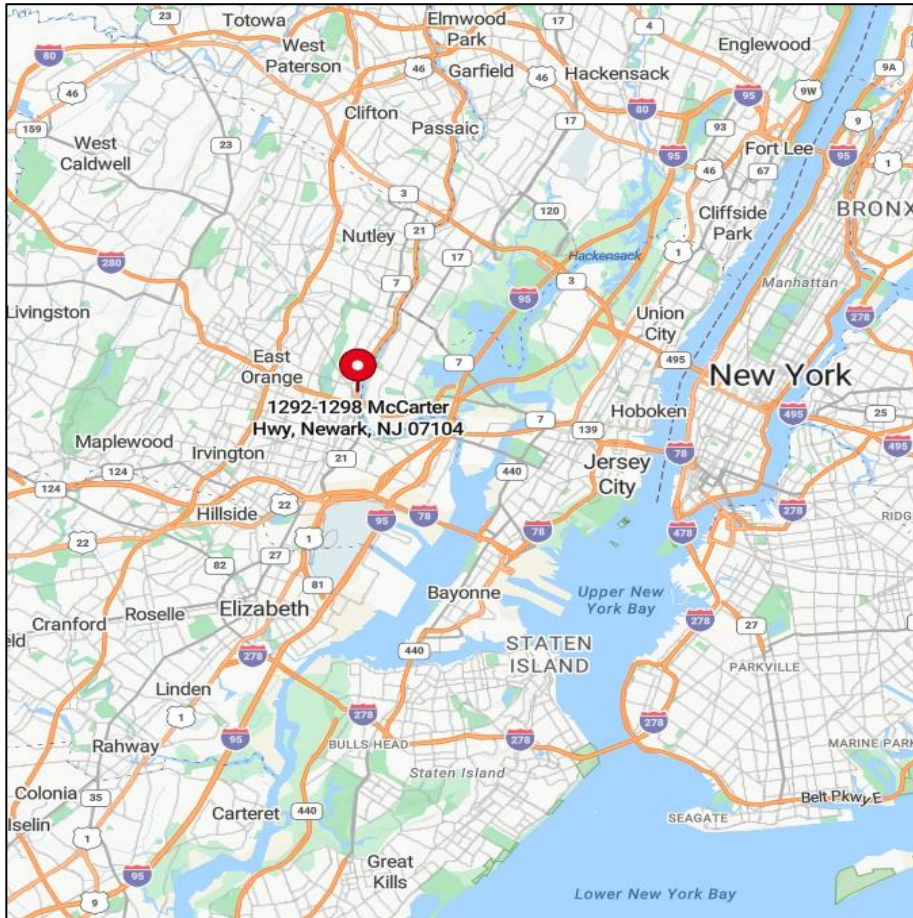 23
Totowa
Elmwood
Park
17
4
Englewood
9A
80
West
Paterson
46
Garfield
Hackensack
46
9W
9
46
Clifton
80
95
159
23
Passaic
17
93
Fort Lee
95
1
West
Caldwell
95
46
67
3
120
Cliffside
Park
BRONX
Nutley
21
17
1
280
7
Hackensack
3
Manhattan
Livingston
95
278
Union
City
East
Orange
7
495
New York
1292-1298 McCarter
Hwy, Newark, NJ 07104
Hoboken
495
25
7
139
Maplewood
Irvington
21
440
Jersey
City
78
495
124
124
22
Hillside
95
78
78
478
278
22
1
27
82
81
Bayonne
Upper New
York Bay
Roselle
Elizabeth
278
27
Cranford
440
STATEN
ISLAND
278
PARKVILLE
Linden
1
278
278
278
MARINE PARK
Rahway
95
BULLS HEAD
Staten Island
Colonia
35
Belt Pkwy E
Iselin
Carteret
440
SEAGATE
1
95
Great
Kills
9
Lower New York Bay